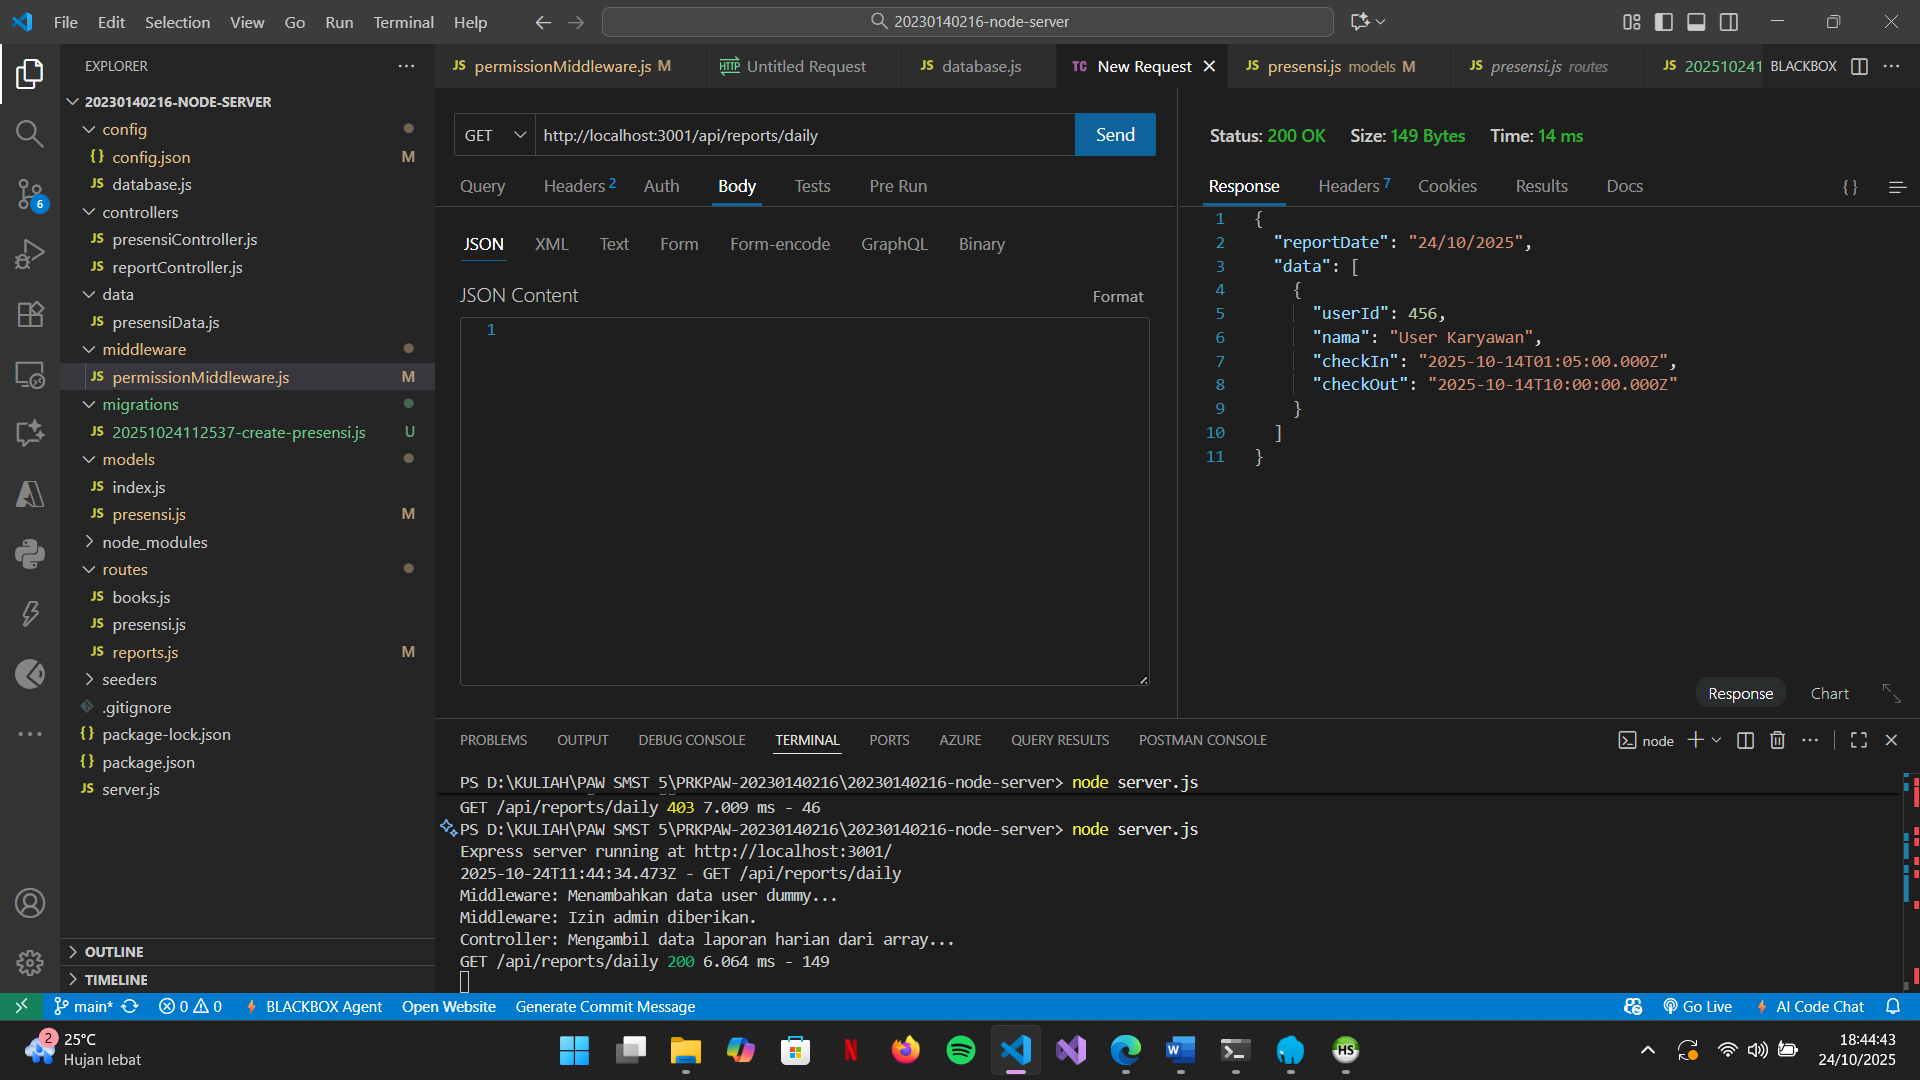 File Edit Selection View Go Run Terminal Help
20230140216-node-server
EXPLORER
20230140216-NODE-SERVER
config
config.json M
database.js
controllers
presensiController.js
reportController.js
data
presensiData.js
middleware
permissionMiddleware.js M
migrations
20251024112537-create-presensi.js U
models
index.js
presensi.js M
node_modules
routes
books.js
presensi.js
reports.js M
seeders
.gitignore
package-lock.json
package.json
server.js
OUTLINE
TIMELINE
6
JS permissionMiddleware.js M HTTP Untitled Request JS database.js TC New Request JS presensi.js models M JS presensi.js routes JS 202510241 BLACKBOX
GET http://localhost:3001/api/reports/daily Send
Query Headers 2 Auth Body Tests Pre Run
JSON XML Text Form Form-encode GraphQL Binary
JSON Content Format
1
Status: 200 OK Size: 149 Bytes Time: 14 ms
Response Headers 7 Cookies Results Docs {}
1 {
2 "reportDate": "24/10/2025",
3 "data": [
4 {
5 "userId": 456,
6 "nama": "User Karyawan",
7 "checkIn": "2025-10-14T01:05:00.000Z",
8 "checkOut": "2025-10-14T10:00:00.000Z"
9 }
10 ]
11 }
Response Chart
PROBLEMS OUTPUT DEBUG CONSOLE TERMINAL PORTS AZURE QUERY RESULTS POSTMAN CONSOLE
node
PS D:\KULIAH\PAW SMST 5\PRKPAW-20230140216\20230140216-node-server> node server.js
GET /api/reports/daily 403 7.009 ms - 46
PS D:\KULIAH\PAW SMST 5\PRKPAW-20230140216\20230140216-node-server> node server.js
Express server running at http://localhost:3001/
2025-10-24T11:44:34.473Z - GET /api/reports/daily
Middleware: Menambahkan data user dummy...
Middleware: Izin admin diberikan.
Controller: Mengambil data laporan harian dari array...
GET /api/reports/daily 200 6.064 ms - 149
main* 0 0 BLACKBOX Agent Open Website Generate Commit Message Go Live AI Code Chat
2
25°C
Hujan lebat
HS
18:44:43
24/10/2025